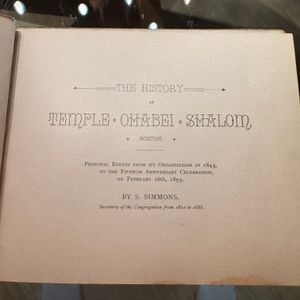 THE HISTORY
OF
TEMPLE · OHABEI · SHALOM,
BOSTON.
PRINCIPAL EVENTS FROM ITS ORGANIZATION IN 1843,
TO THE FIFTIETH ANNIVERSARY CELEBRATION,
ON FEBRUARY 26th, 1893.
BY S. SIMMONS,
Secretary of the Congregation from 1870 to 1888.